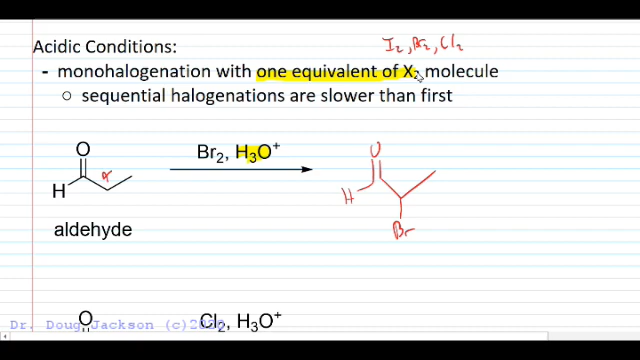 Acidic Conditions:
I₂, Br₂, Cl₂
- monohalogenation with one equivalent of X₂ molecule
○ sequential halogenations are slower than first
O
Br₂, H₃O⁺
O
α
H
H
aldehyde
Br
O
Cl₂, H₃O⁺
Dr. Doug Jackson (c)2020